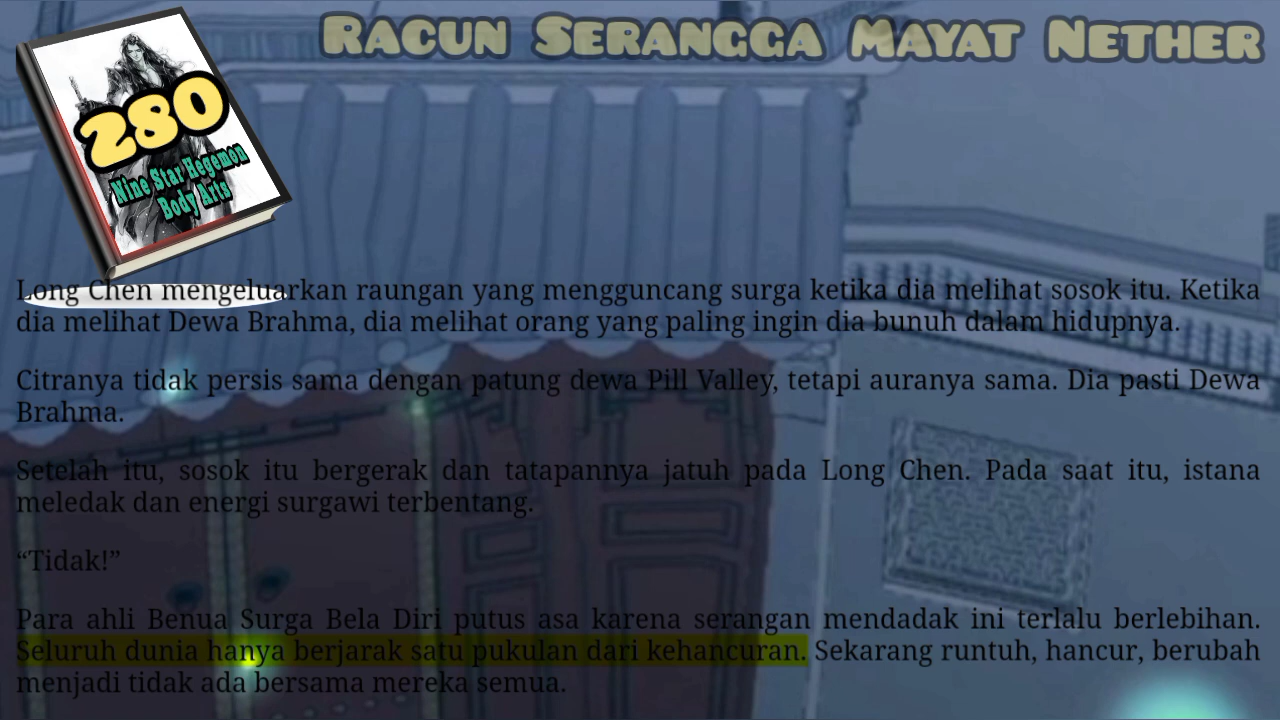 Racun Serangga Mayat Nether
280
Nine Star Hegemon
Body Arts
Long Chen mengeluarkan raungan yang mengguncang surga ketika dia melihat sosok itu. Ketika
dia melihat Dewa Brahma, dia melihat orang yang paling ingin dia bunuh dalam hidupnya.
Citranya tidak persis sama dengan patung dewa Pill Valley, tetapi auranya sama. Dia pasti Dewa
Brahma.
Setelah itu, sosok itu bergerak dan tatapannya jatuh pada Long Chen. Pada saat itu, istana
meledak dan energi surgawi terbentang.
“Tidak!”
Para ahli Benua Surga Bela Diri putus asa karena serangan mendadak ini terlalu berlebihan.
Seluruh dunia hanya berjarak satu pukulan dari kehancuran. Sekarang runtuh, hancur, berubah
menjadi tidak ada bersama mereka semua.